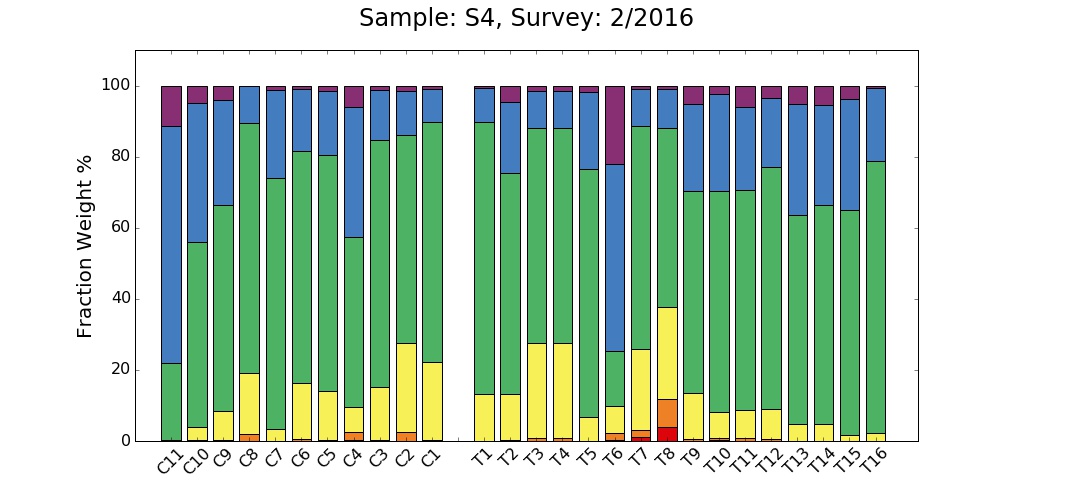 Sample: S4, Survey: 2/2016
Fraction Weight %
100
80
60
40
20
0
C11 C10 C9 C8 C7 C6 C5 C4 C3 C2 C1 T1 T2 T3 T4 T5 T6 T7 T8 T9 T10 T11 T12 T13 T14 T15 T16